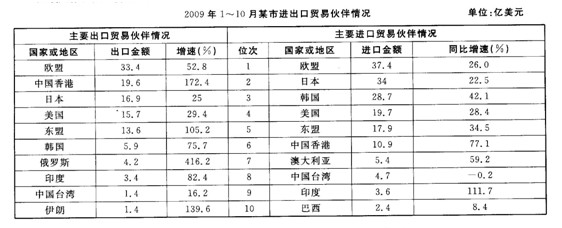 2009年1～10月某市进出口贸易伙伴情况 单位:亿美元
主要出口贸易伙伴情况 主要进口贸易伙伴情况
国家或地区 出口金额 增速(%) 位次 国家或地区 进口金额 同比增速(%)
欧盟 33.4 52.8 1 欧盟 37.4 26.0
中国香港 19.6 172.4 2 日本 34 22.5
日本 16.9 25 3 韩国 28.7 42.1
美国 15.7 29.4 4 美国 19.7 28.4
东盟 13.6 105.2 5 东盟 17.9 34.5
韩国 5.9 75.7 6 中国香港 10.9 77.1
俄罗斯 4.2 416.2 7 澳大利亚 5.4 59.2
印度 3.4 82.4 8 中国台湾 4.7 －0.2
中国台湾 1.4 16.2 9 印度 3.6 111.7
伊朗 1.4 139.6 10 巴西 2.4 8.4